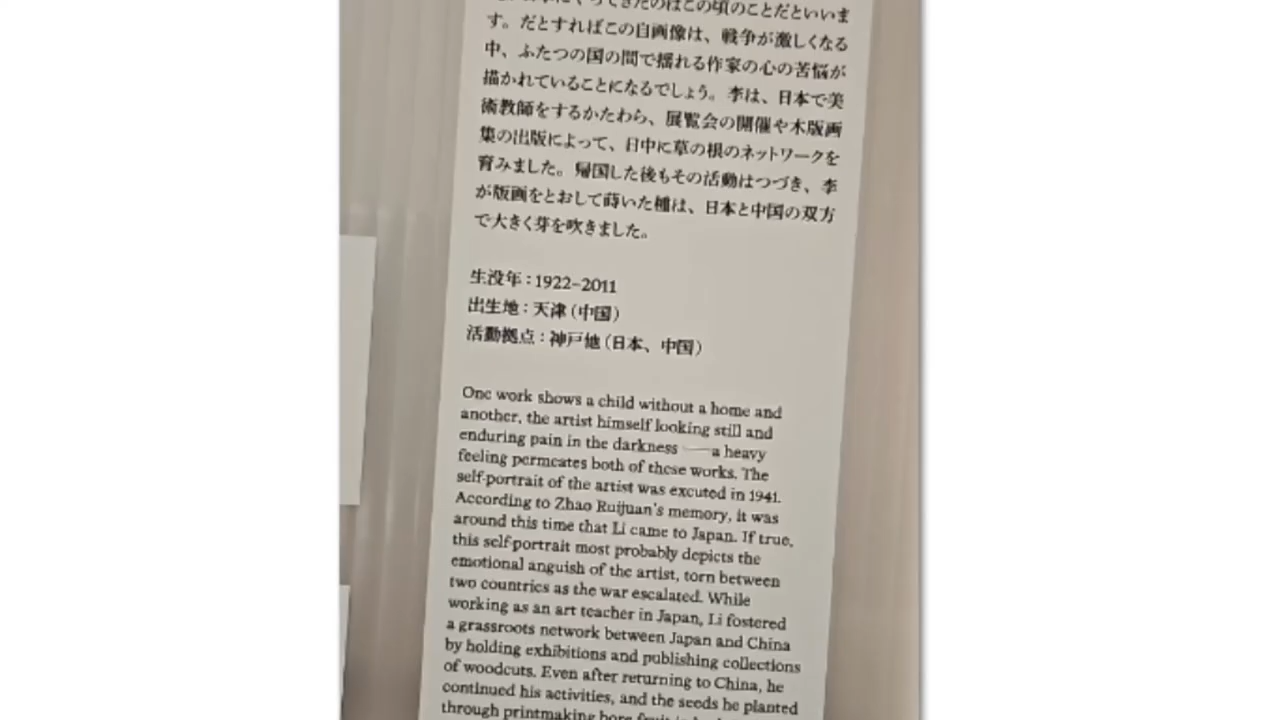 のはこの頃のことだといいま
す。だとすればこの自画像は、戦争が激しくなる
中、ふたつの国の間で揺れる作家の心の苦悩が
描かれていることになるでしょう。李は、日本で美
術教師をするかたわら、展覧会の開催や木版画
集の出版によって、日中に草の根のネットワークを
育みました。帰国した後もその活動はつづき、李
が版画をとおして蒔いた種は、日本と中国の双方
で大きく芽を吹きました。
生没年：1922–2011
出生地：天津（中国）
活動拠点：神戸他（日本、中国）
One work shows a child without a home and
another, the artist himself looking still and
enduring pain in the darkness ——a heavy
feeling permeates both of these works. The
self-portrait of the artist was excuted in 1941.
According to Zhao Ruijuan's memory, it was
around this time that Li came to Japan. If true,
this self-portrait most probably depicts the
emotional anguish of the artist, torn between
two countries as the war escalated. While
working as an art teacher in Japan, Li fostered
a grassroots network between Japan and China
by holding exhibitions and publishing collections
of woodcuts. Even after returning to China, he
continued his activities, and the seeds he planted
through printmaking bore fruit